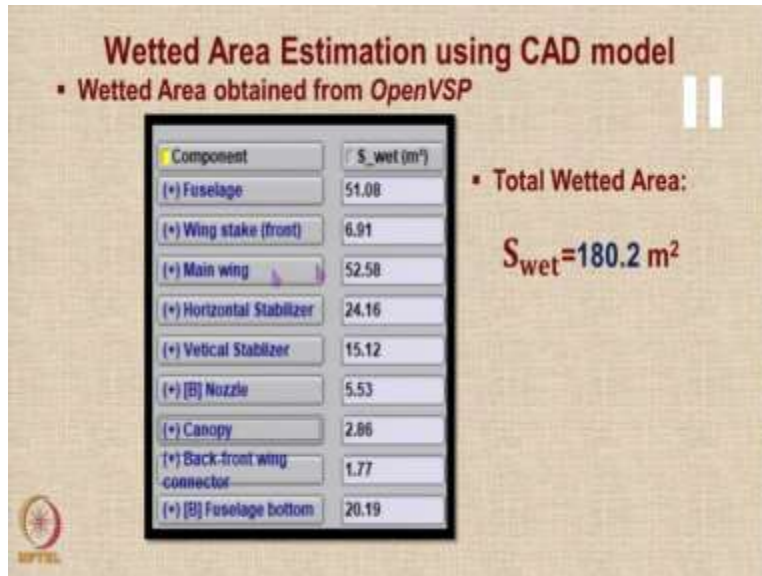 Wetted Area Estimation using CAD model
▪ Wetted Area obtained from OpenVSP
Component S_wet (m²)
(+) Fuselage 51.08
(+) Wing stake (front) 6.91
(+) Main wing 52.58
(+) Horizontal Stabilizer 24.16
(+) Vetical Stablizer 15.12
(+) [B] Nozzle 5.53
(+) Canopy 2.86
(+) Back-front wing
connector 1.77
(+) [B] Fuselage bottom 20.19
▪ Total Wetted Area:
S_wet=180.2 m²
NPTEL